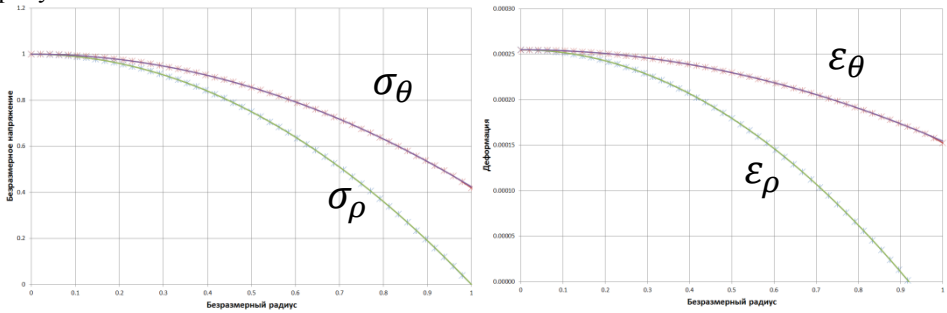 1.2
1
0.8
0.6
0.4
0.2
0
Безразмерное напряжение
σθ
σρ
0 0.1 0.2 0.3 0.4 0.5 0.6 0.7 0.8 0.9 1
Безразмерный радиус
0.00030
0.00025
0.00020
0.00015
0.00010
0.00005
0.00000
Деформация
εθ
ερ
0 0.1 0.2 0.3 0.4 0.5 0.6 0.7 0.8 0.9 1
Безразмерный радиус